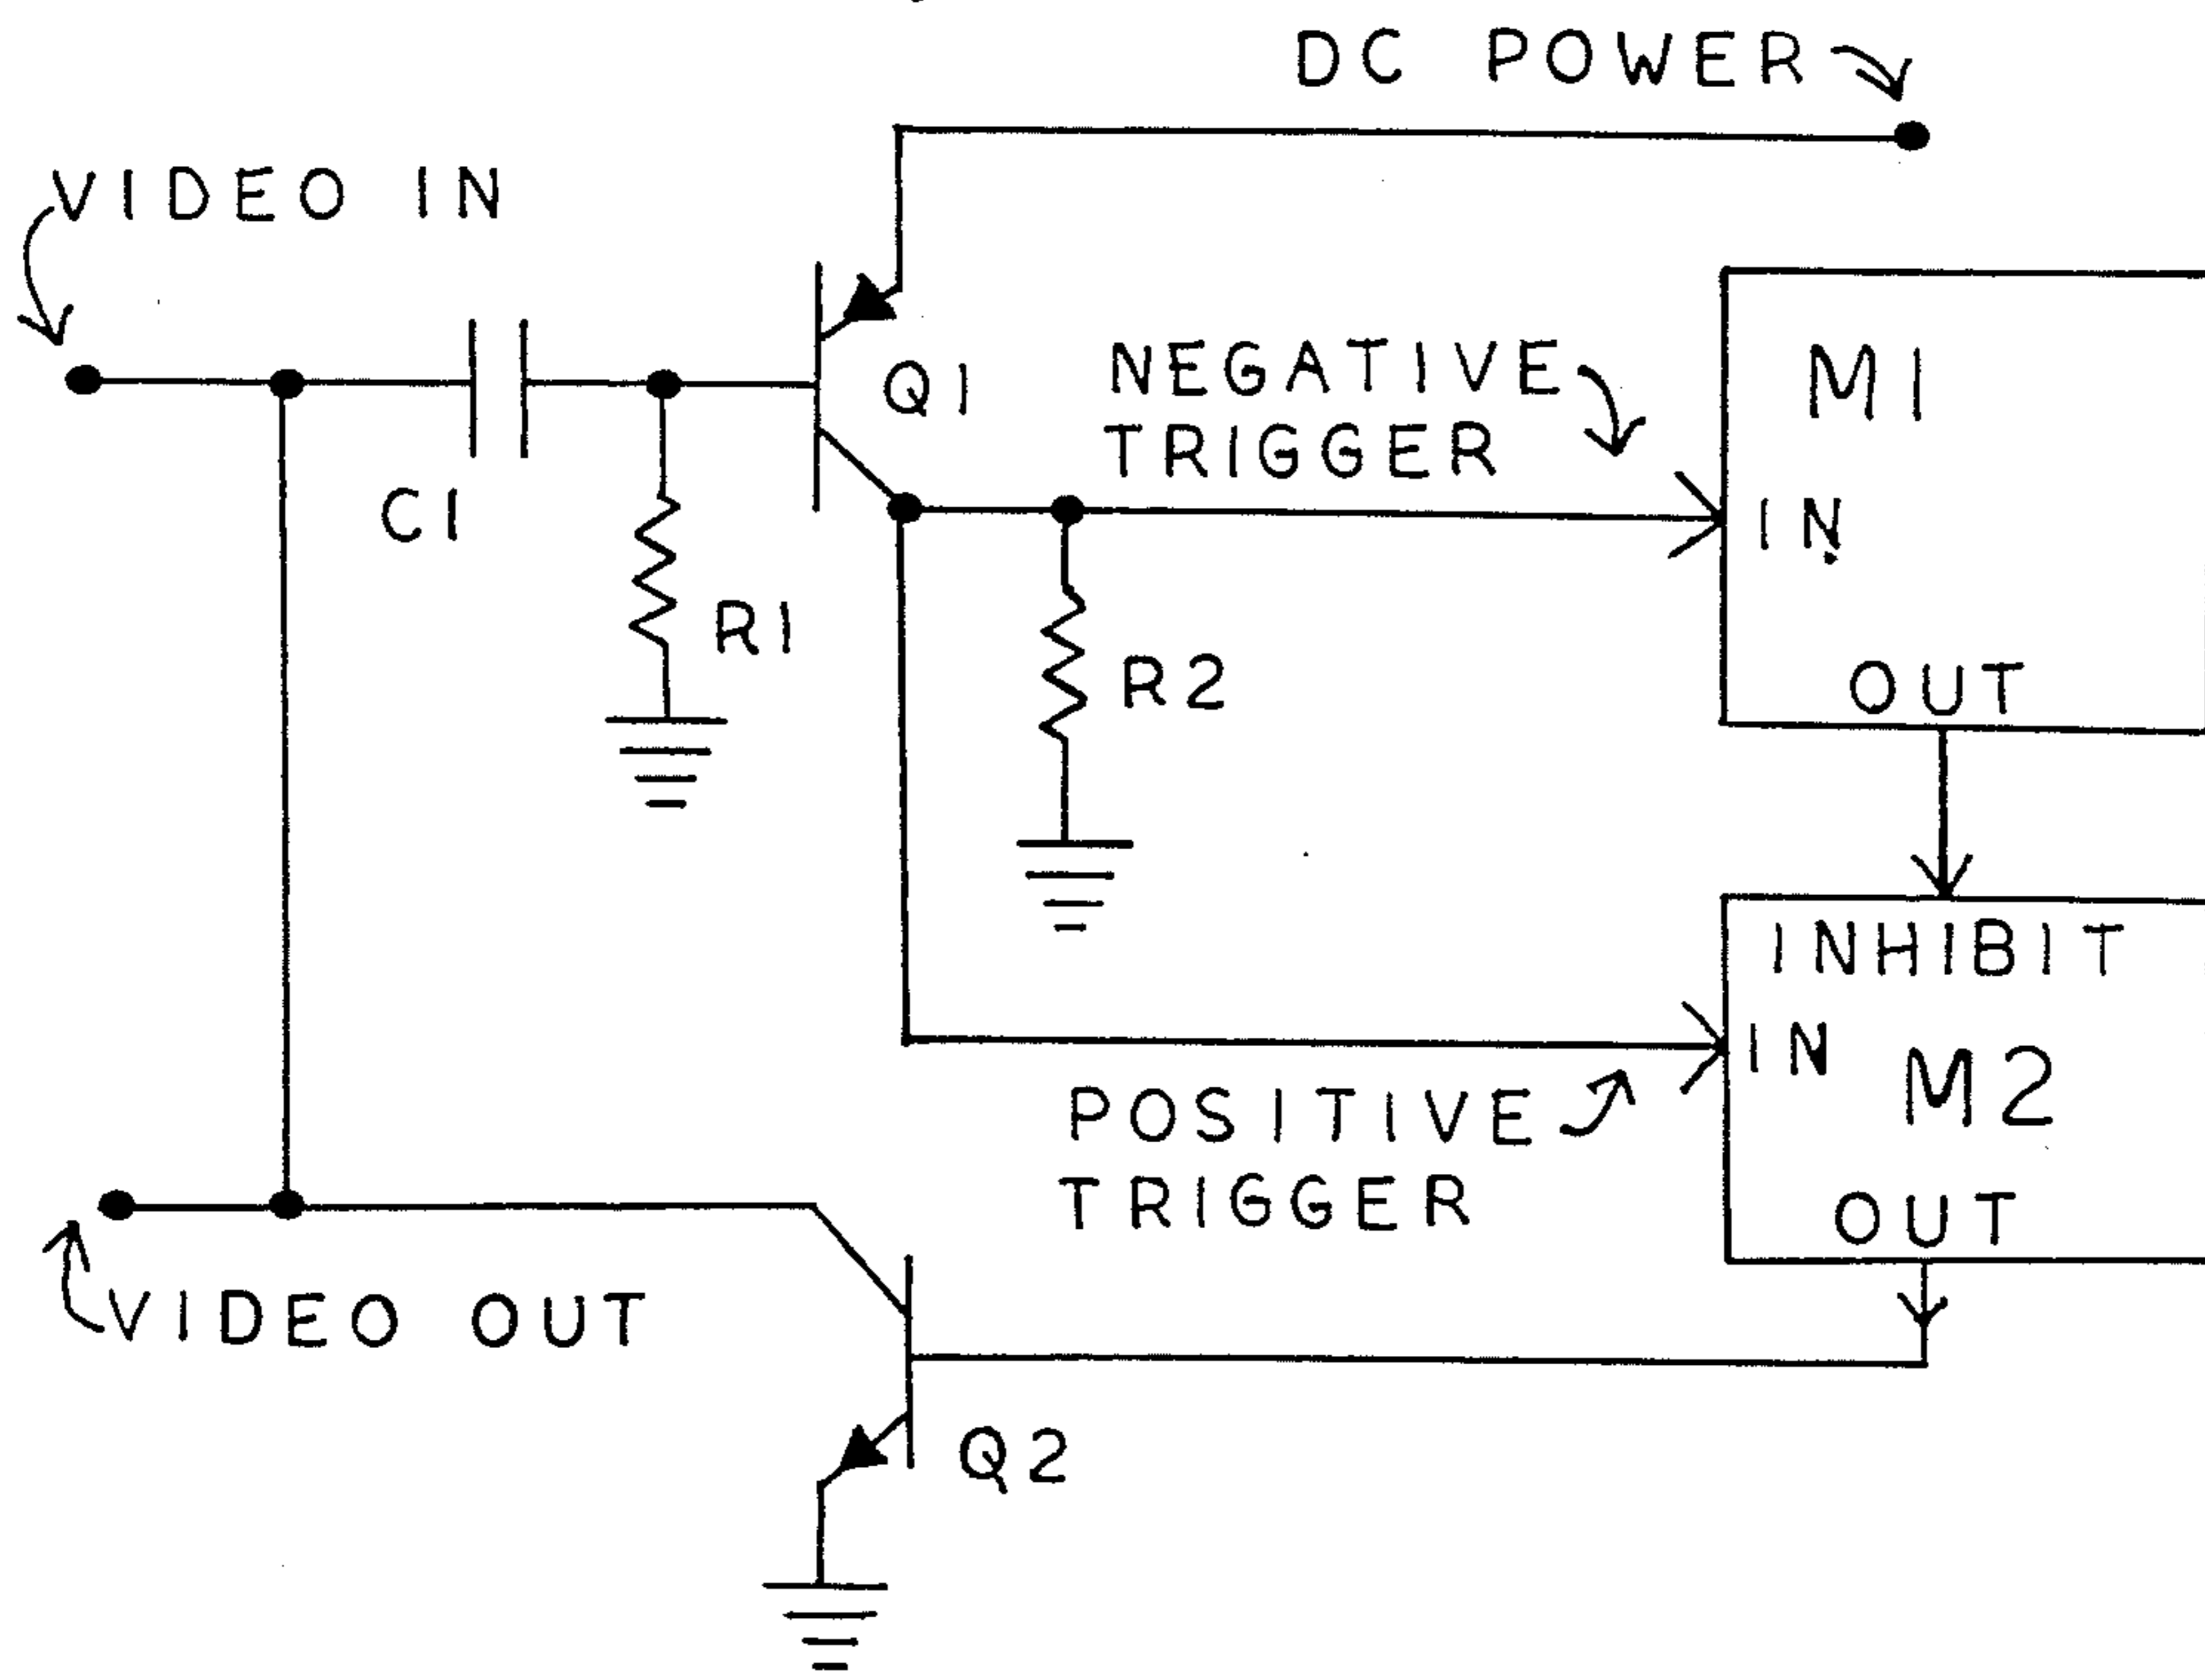 DC POWER
VIDEO IN
Q1
NEGATIVE
TRIGGER
M1
IN
C1
R1
R2
OUT
INHIBIT
IN
M2
POSITIVE
TRIGGER
OUT
VIDEO OUT
Q2